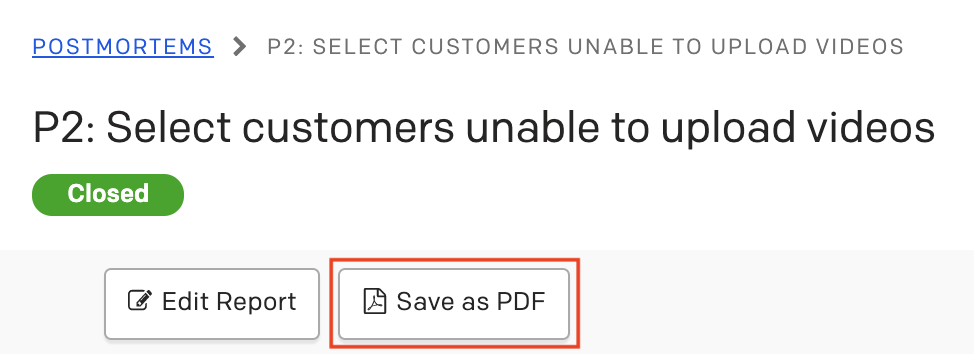 POSTMORTEMS > P2: SELECT CUSTOMERS UNABLE TO UPLOAD VIDEOS
P2: Select customers unable to upload videos
Closed
Edit Report Save as PDF